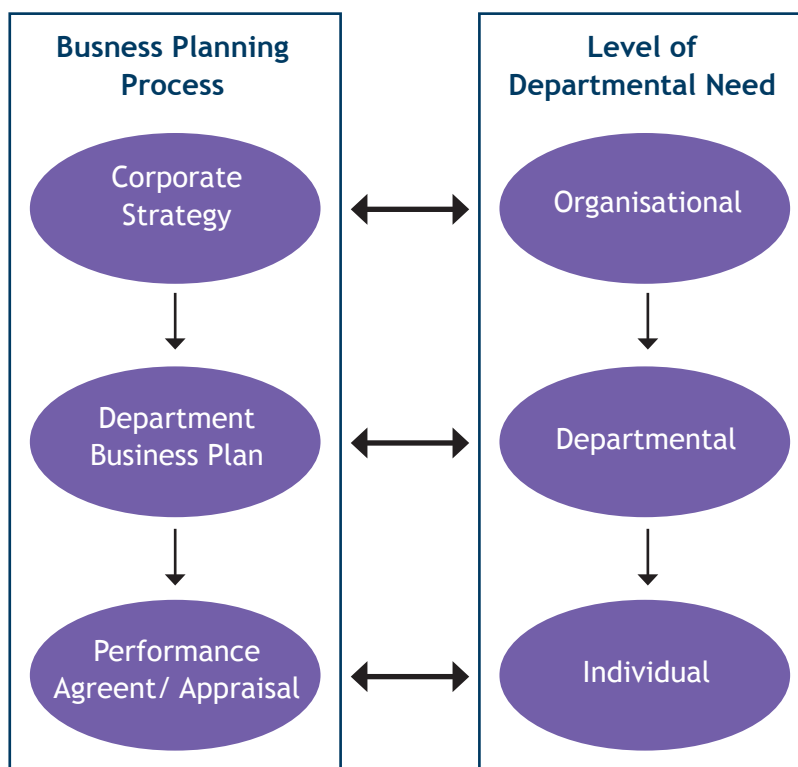 Busness Planning
Process
Corporate
Strategy
Department
Business Plan
Performance
Agreent/ Appraisal
Level of
Departmental Need
Organisational
Departmental
Individual